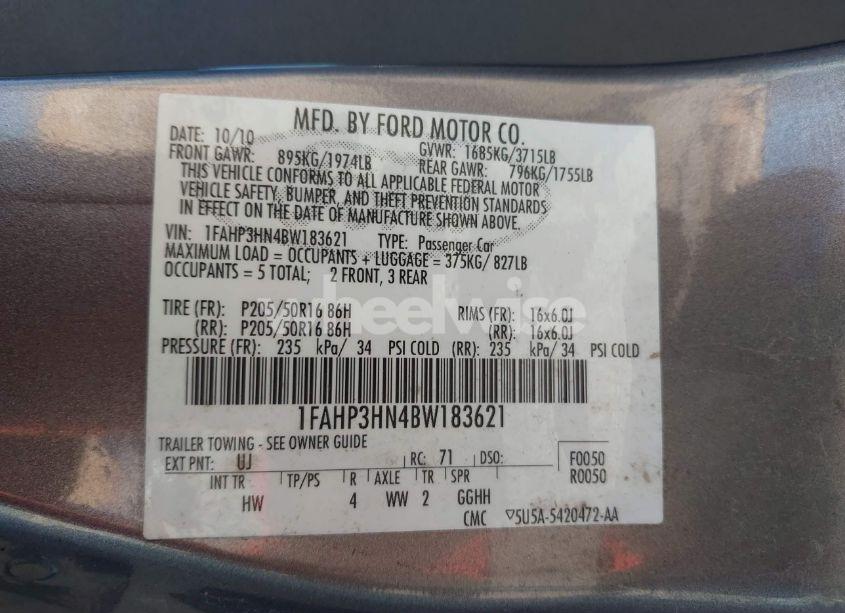 MFD. BY FORD MOTOR CO.
DATE: 10/10 GVWR: 1685KG/3715LB
FRONT GAWR: 895KG/1974LB REAR GAWR: 796KG/1755LB
THIS VEHICLE CONFORMS TO ALL APPLICABLE FEDERAL MOTOR
VEHICLE SAFETY, BUMPER, AND THEFT PREVENTION STANDARDS
IN EFFECT ON THE DATE OF MANUFACTURE SHOWN ABOVE.
VIN: 1FAHP3HN4BW183621 TYPE: Passenger Car
MAXIMUM LOAD = OCCUPANTS + LUGGAGE = 375KG/ 827LB
OCCUPANTS = 5 TOTAL; 2 FRONT, 3 REAR
wheelwise
TIRE (FR): P205/50R16 86H RIMS (FR): 16x6.0J
(RR): P205/50R16 86H (RR): 16x6.0J
PRESSURE (FR): 235 kPa/ 34 PSI COLD (RR): 235 kPa/ 34 PSI COLD
1FAHP3HN4BW183621
TRAILER TOWING - SEE OWNER GUIDE
EXT PNT: UJ RC: 71 DSO: F0050
R0050
INT TR TP/PS R AXLE TR SPR
HW 4 WW 2 GGHH
CMC ▽5U5A-5420472-AA